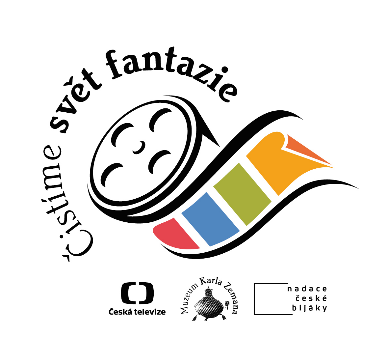 Čistíme svět fantazie
Česká televize
Muzeum Karla Zemana
nadace
české
bijáky